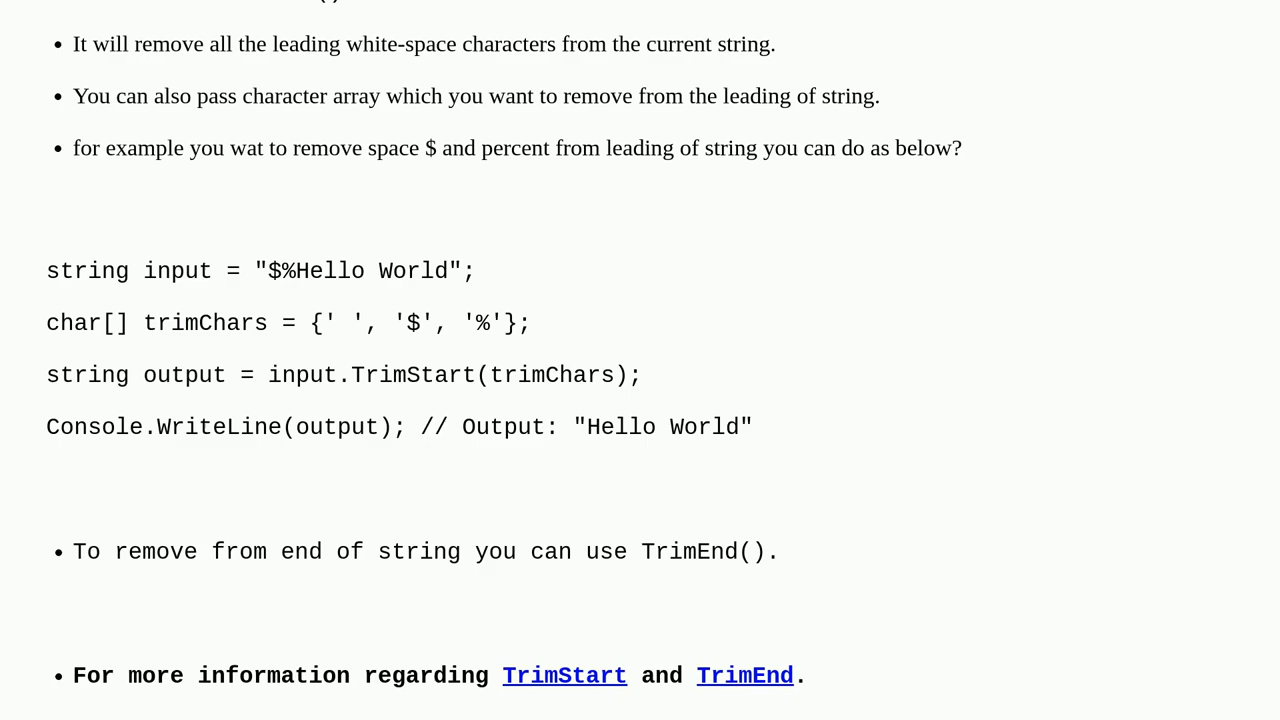 • It will remove all the leading white-space characters from the current string.
• You can also pass character array which you want to remove from the leading of string.
• for example you wat to remove space $ and percent from leading of string you can do as below?
string input = "$%Hello World";
char[] trimChars = {' ', '$', '%'};
string output = input.TrimStart(trimChars);
Console.WriteLine(output); // Output: "Hello World"
• To remove from end of string you can use TrimEnd().
• For more information regarding TrimStart and TrimEnd.